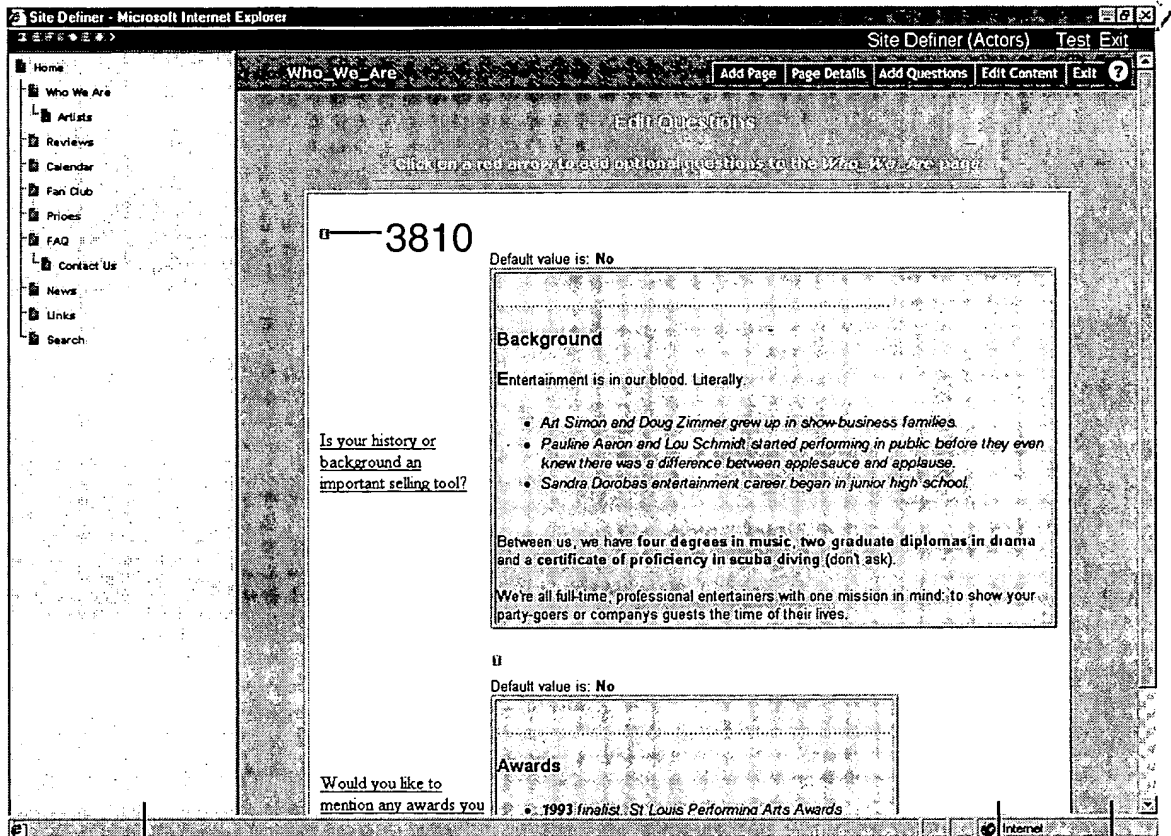 Site Definer - Microsoft Internet Explorer
Site Definer (Actors) Test Exit
Home
Who We Are
Artists
Reviews
Calendar
Fan Club
Prices
FAQ
Contact Us
News
Links
Search
Who_We_Are
Add Page
Page Details
Add Questions
Edit Content
Exit
?
Edit Questions
Click on a red arrow to add optional questions to the Who_We_Are page.
3810
Default value is: No
Is your history or
background an
important selling tool?
Background
Entertainment is in our blood. Literally.
• Art Simon and Doug Zimmer grew up in show-business families.
• Pauline Aaron and Lou Schmidt started performing in public before they even
knew there was a difference between applesauce and applause.
• Sandra Dorobas entertainment career began in junior high school.
Between us, we have four degrees in music, two graduate diplomas in drama
and a certificate of proficiency in scuba diving (don't ask).
We're all full-time, professional entertainers with one mission in mind: to show your
party-goers or companys guests the time of their lives.
Default value is: No
Would you like to
mention any awards you
Awards
• 1993 finalist, St Louis Performing Arts Awards
Internet